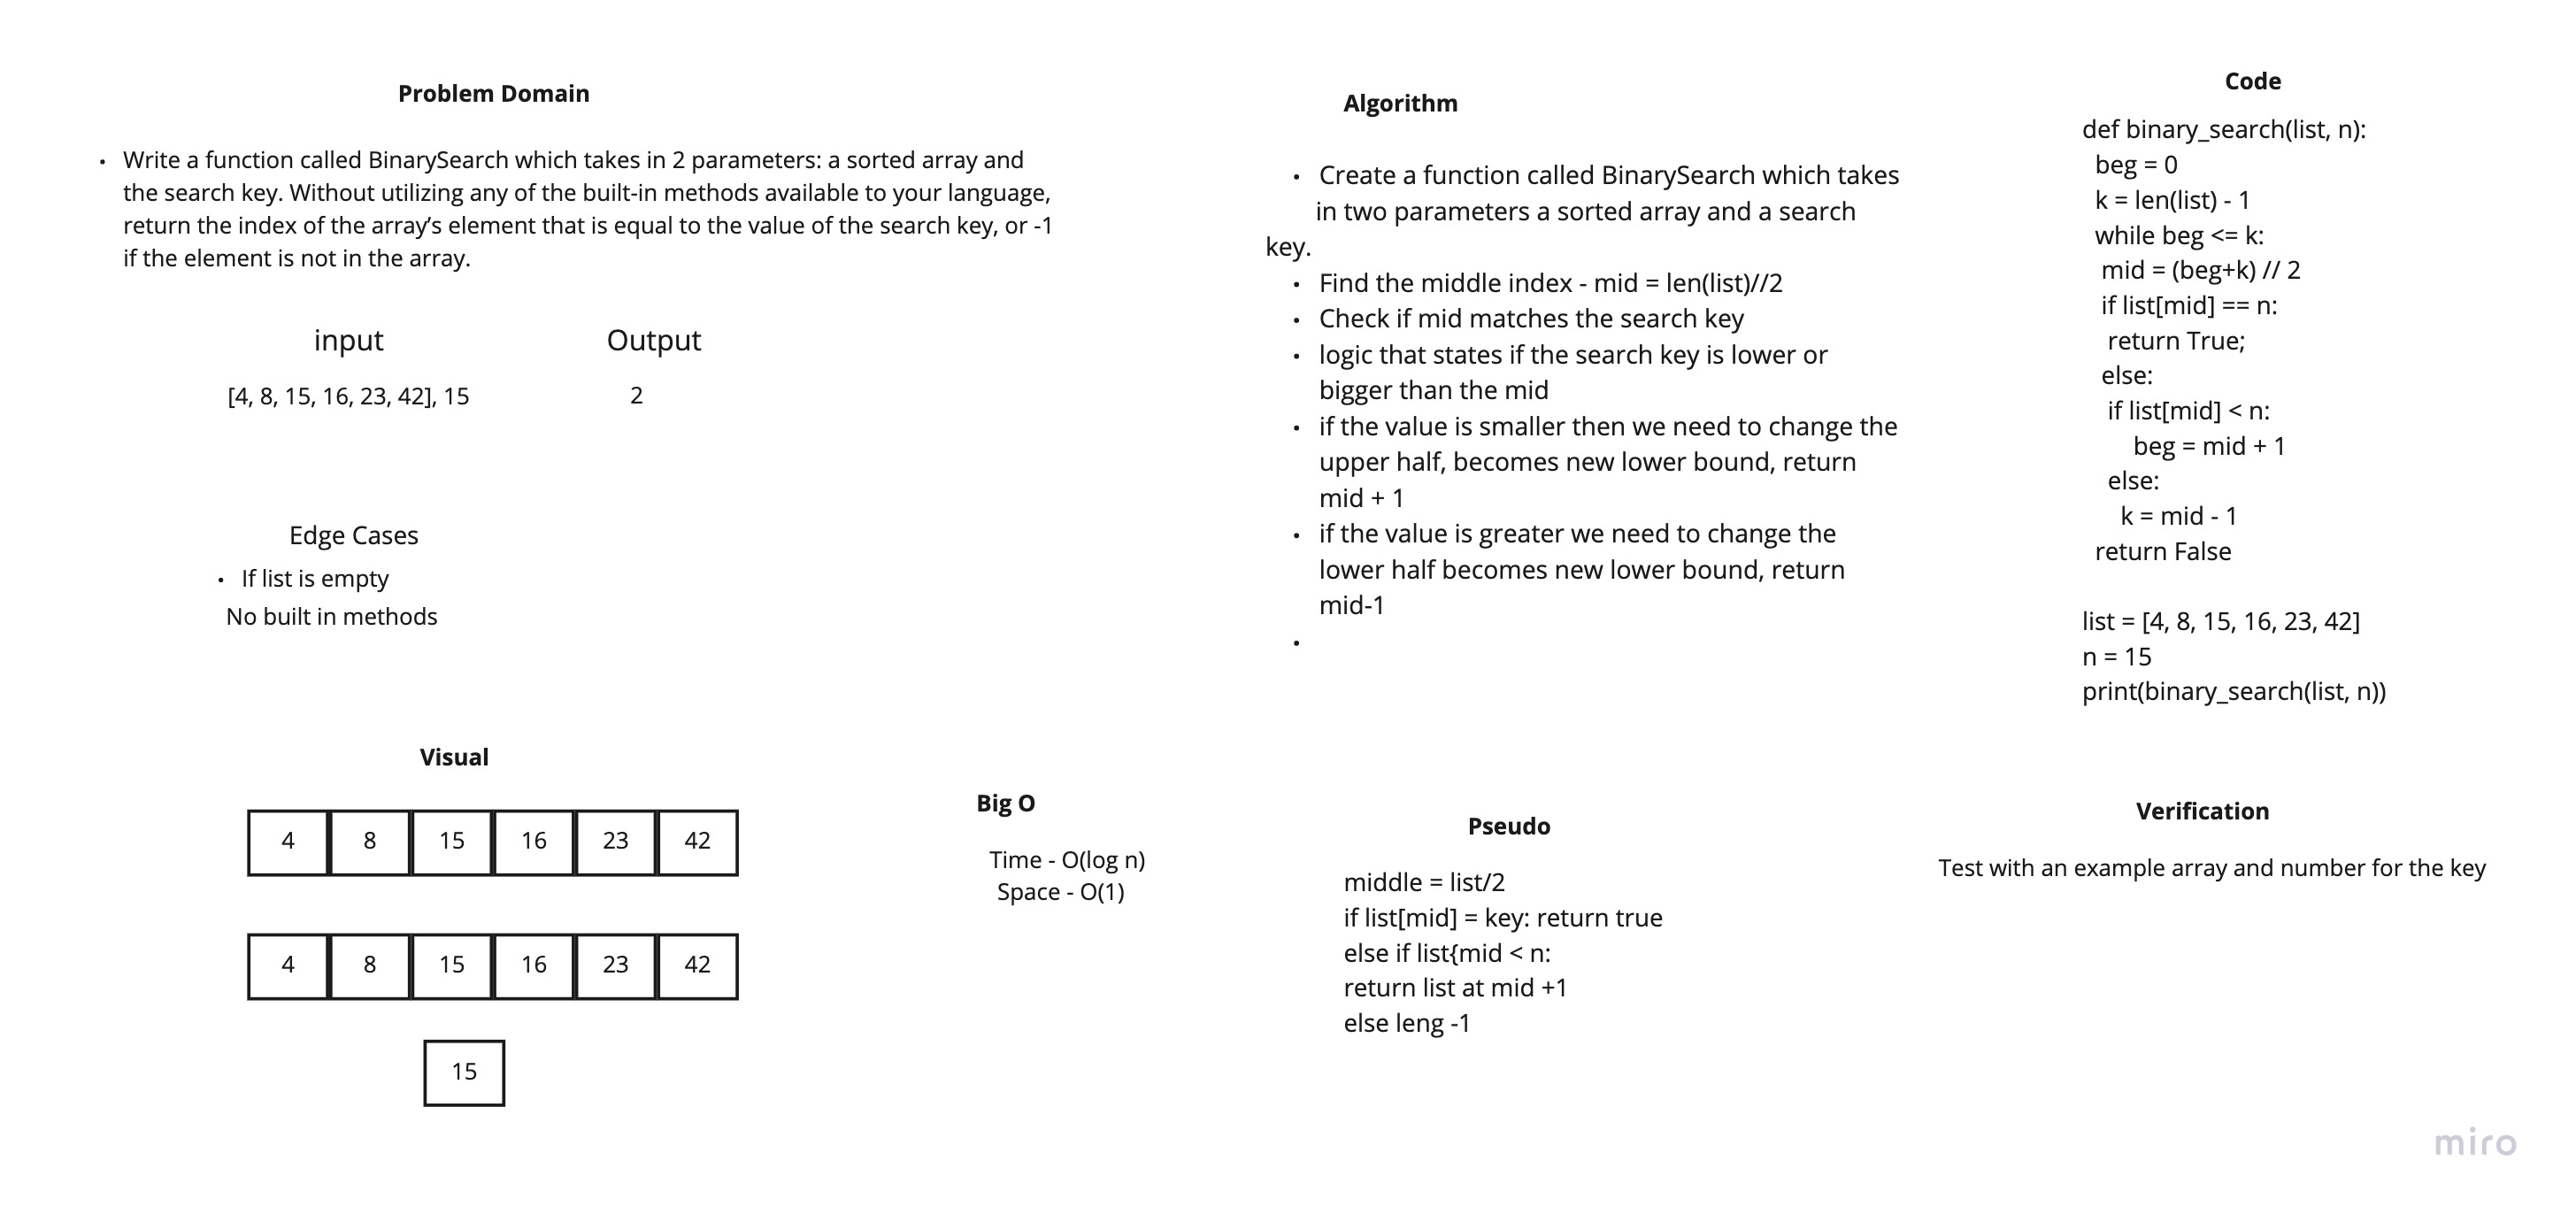 Problem Domain
• Write a function called BinarySearch which takes in 2 parameters: a sorted array and
the search key. Without utilizing any of the built-in methods available to your language,
return the index of the array’s element that is equal to the value of the search key, or -1
if the element is not in the array.
input Output
[4, 8, 15, 16, 23, 42], 15 2
Edge Cases
• If list is empty
No built in methods
Visual
4 8 15 16 23 42
4 8 15 16 23 42
15
Big O
Time - O(log n)
Space - O(1)
Algorithm
• Create a function called BinarySearch which takes
in two parameters a sorted array and a search
key.
• Find the middle index - mid = len(list)//2
• Check if mid matches the search key
• logic that states if the search key is lower or
bigger than the mid
• if the value is smaller then we need to change the
upper half, becomes new lower bound, return
mid + 1
• if the value is greater we need to change the
lower half becomes new lower bound, return
mid-1
•
Pseudo
middle = list/2
if list[mid] = key: return true
else if list{mid < n:
return list at mid +1
else leng -1
Code
def binary_search(list, n):
beg = 0
k = len(list) - 1
while beg <= k:
mid = (beg+k) // 2
if list[mid] == n:
return True;
else:
if list[mid] < n:
beg = mid + 1
else:
k = mid - 1
return False
list = [4, 8, 15, 16, 23, 42]
n = 15
print(binary_search(list, n))
Verification
Test with an example array and number for the key
miro